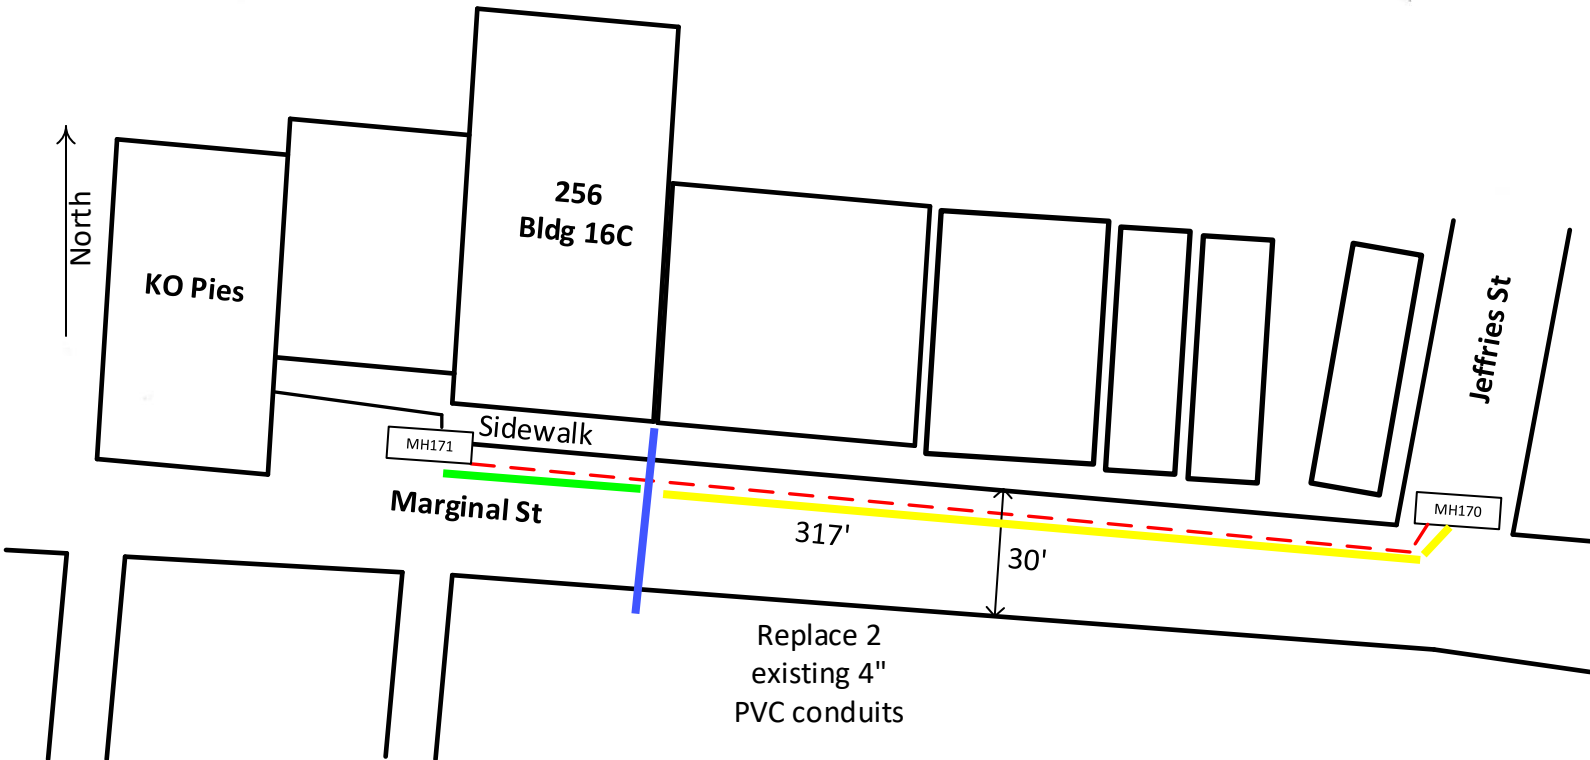 North
KO Pies
256
Bldg 16C
Jeffries St
Sidewalk
MH171
Marginal St
MH170
317'
30'
Replace 2
existing 4"
PVC conduits